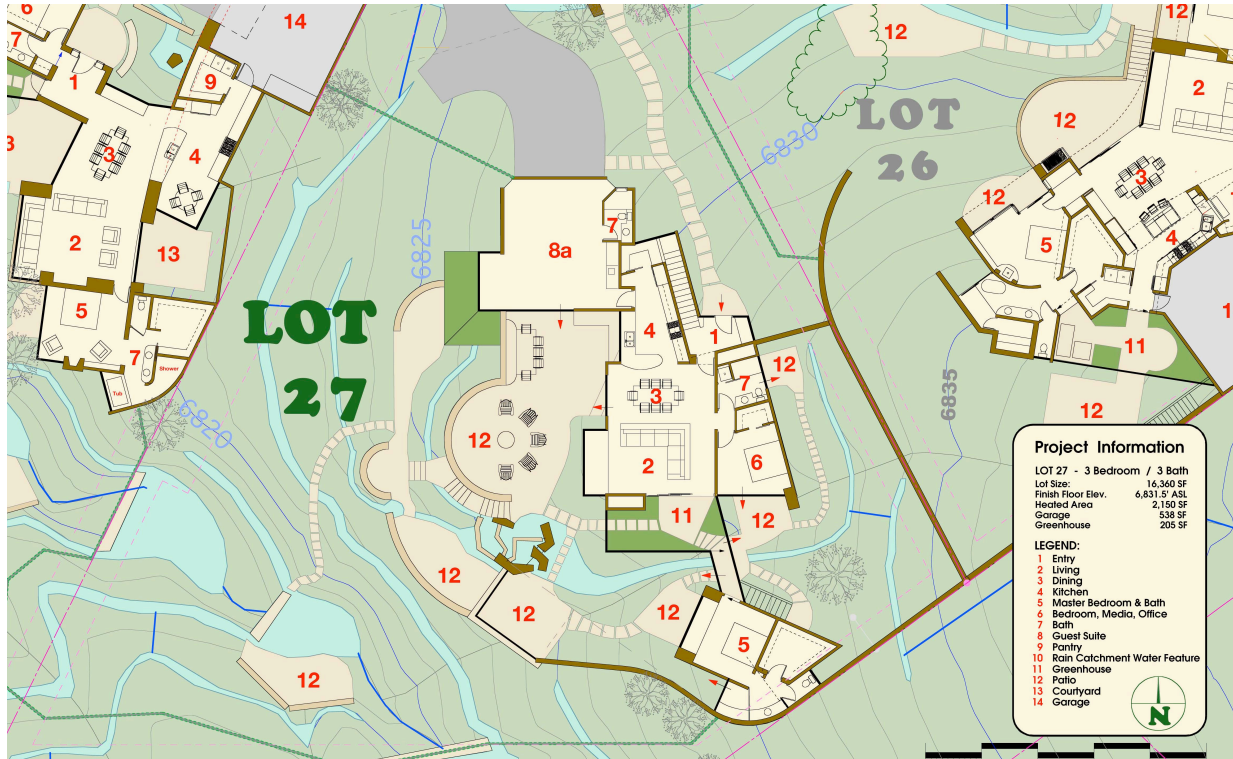 6
14
12
12
7
1
9
2
LOT
26
3
4
12
6830
3
3
12
7
5
4
2
13
8a
6825
1
11
5
LOT
27
4
1
7
Shower
Tub
12
7
3
6835
12
6820
12
2
6
11
12
12
12
12
5
12
Project Information
LOT 27 - 3 Bedroom / 3 Bath
Lot Size: 16,360 SF
Finish Floor Elev. 6,831.5' ASL
Heated Area 2,150 SF
Garage 538 SF
Greenhouse 205 SF
LEGEND:
1 Entry
2 Living
3 Dining
4 Kitchen
5 Master Bedroom & Bath
6 Bedroom, Media, Office
7 Bath
8 Guest Suite
9 Pantry
10 Rain Catchment Water Feature
11 Greenhouse
12 Patio
13 Courtyard
14 Garage
N